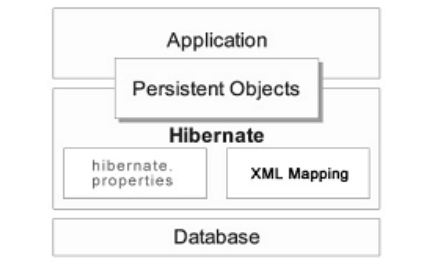 Application
Persistent Objects
Hibernate
hibernate.
properties
XML Mapping
Database